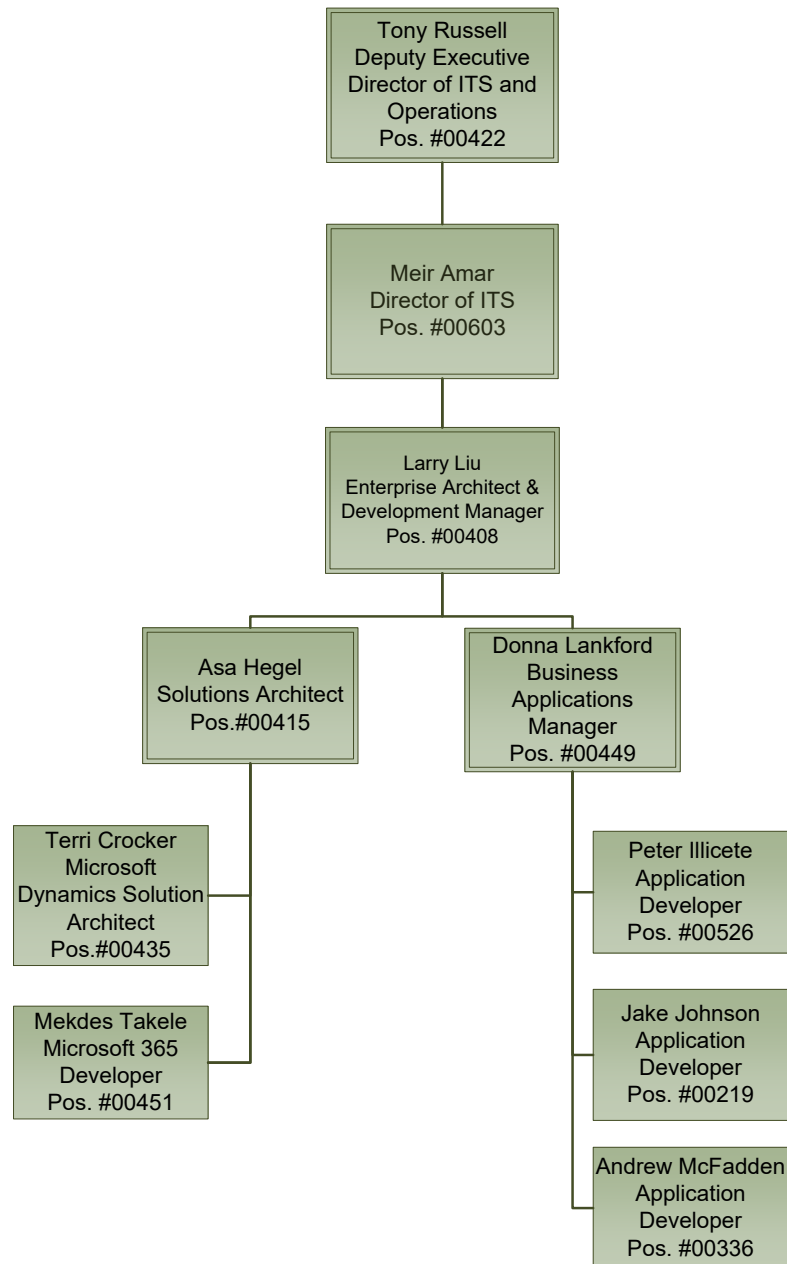 Tony Russell
Deputy Executive
Director of ITS and
Operations
Pos. #00422
Meir Amar
Director of ITS
Pos. #00603
Larry Liu
Enterprise Architect &
Development Manager
Pos. #00408
Asa Hegel
Solutions Architect
Pos.#00415
Donna Lankford
Business
Applications
Manager
Pos. #00449
Terri Crocker
Microsoft
Dynamics Solution
Architect
Pos.#00435
Mekdes Takele
Microsoft 365
Developer
Pos. #00451
Peter Illicete
Application
Developer
Pos. #00526
Jake Johnson
Application
Developer
Pos. #00219
Andrew McFadden
Application
Developer
Pos. #00336